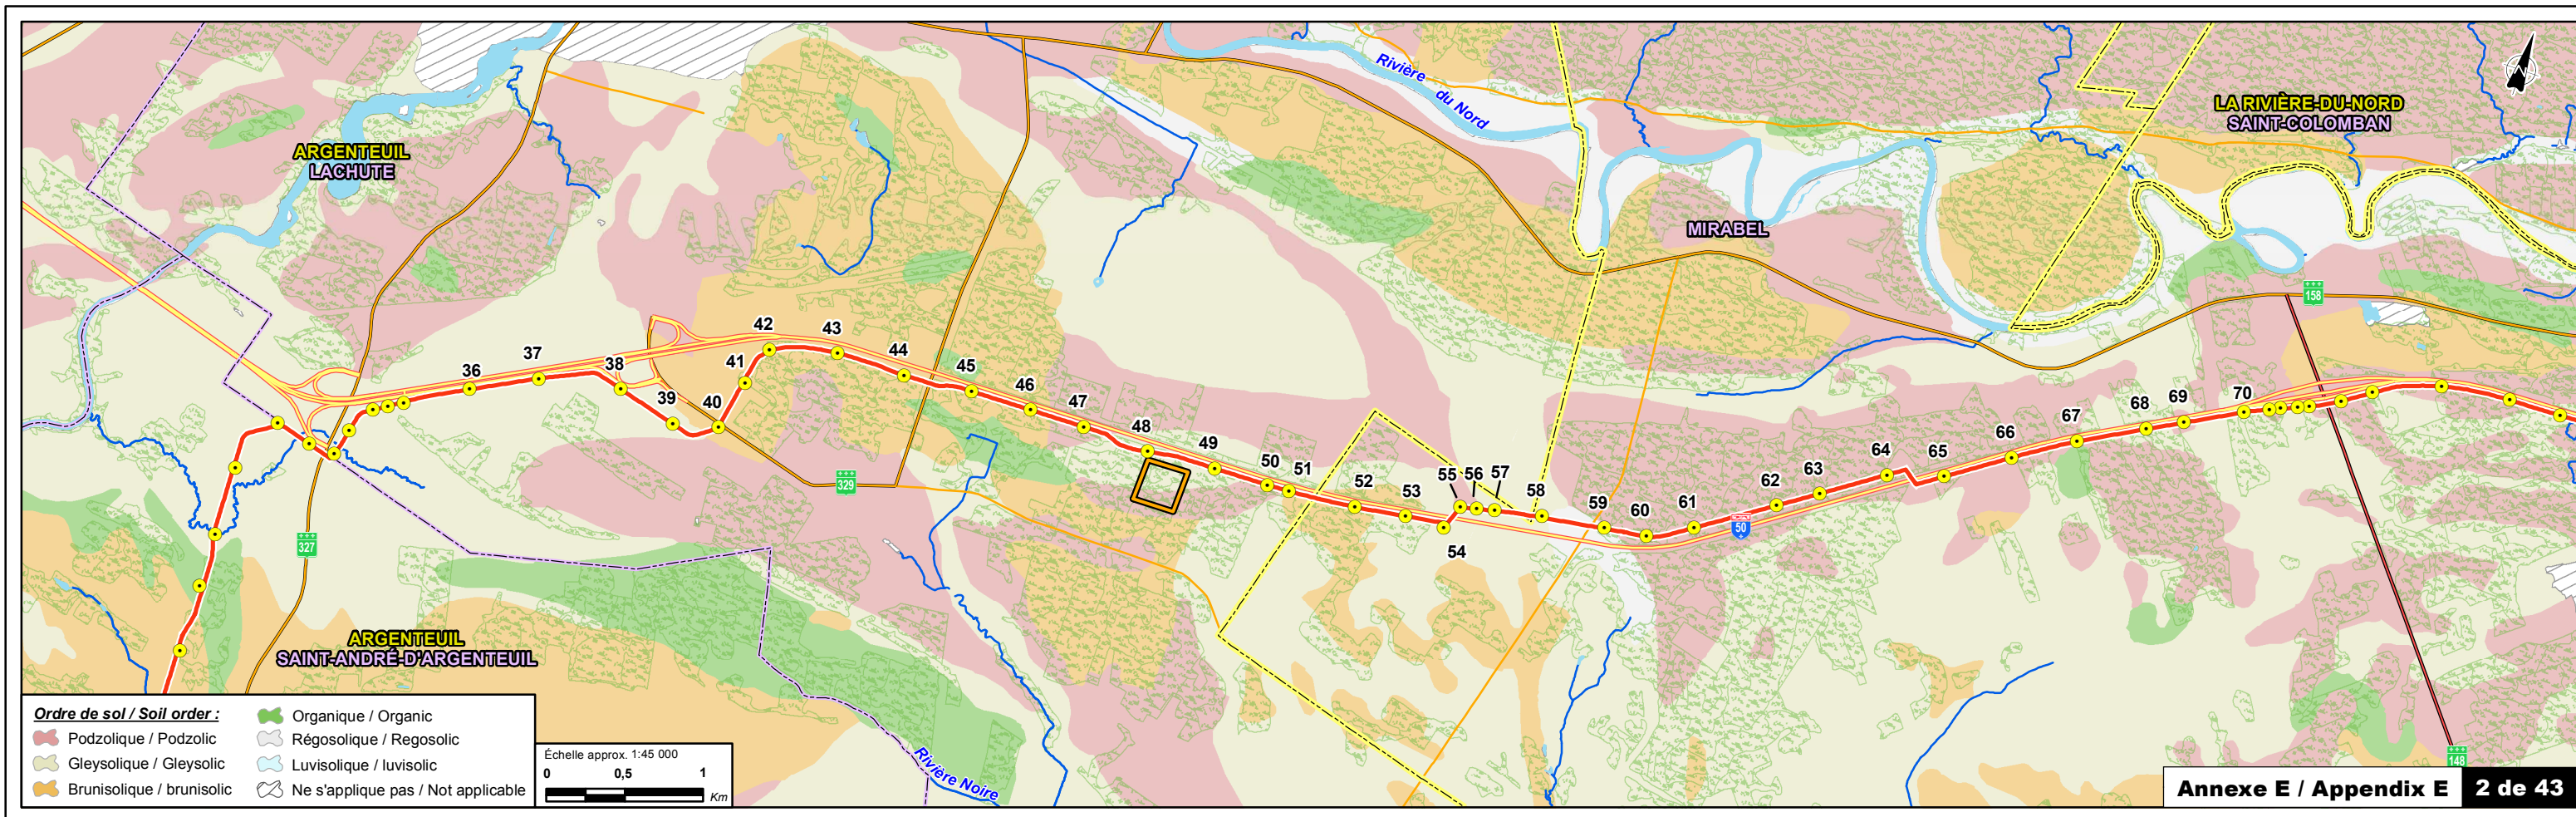 Rivière
du Nord
LA RIVIÈRE-DU-NORD
SAINT-COLOMBAN
ARGENTEUIL
LACHUTE
MIRABEL
158
36
37
38
39
40
41
42
43
44
45
46
47
48
49
50
51
52
53
54
55
56
57
58
59
60
61
62
63
64
65
66
67
68
69
70
329
327
50
148
ARGENTEUIL
SAINT-ANDRÉ-D'ARGENTEUIL
Rivière Noire
Ordre de sol / Soil order :
Podzolique / Podzolic
Gleysolique / Gleysolic
Brunisolique / brunisolic
Organique / Organic
Régosolique / Regosolic
Luvisolique / luvisolic
Ne s'applique pas / Not applicable
Échelle approx. 1:45 000
0 0,5 1
Km
Annexe E / Appendix E 2 de 43